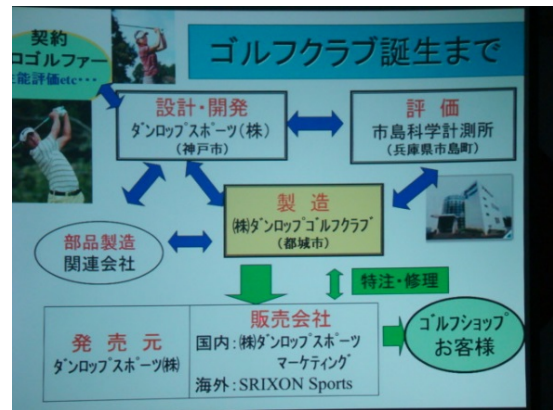 契約
ロゴルファー
能評価etc・・・
ゴルフクラブ誕生まで
設計・開発
ダンロップスポーツ(株)
(神戸市)
評 価
市島科学計測所
(兵庫県市島町)
製 造
(株)ダンロップゴルフクラブ
(都城市)
部品製造
関連会社
特注・修理
発 売 元
ダンロップスポーツ(株)
販売会社
国内:(株)ダンロップスポーツ
マーケティング
海外:SRIXON Sports
ゴルフショップ
お客様